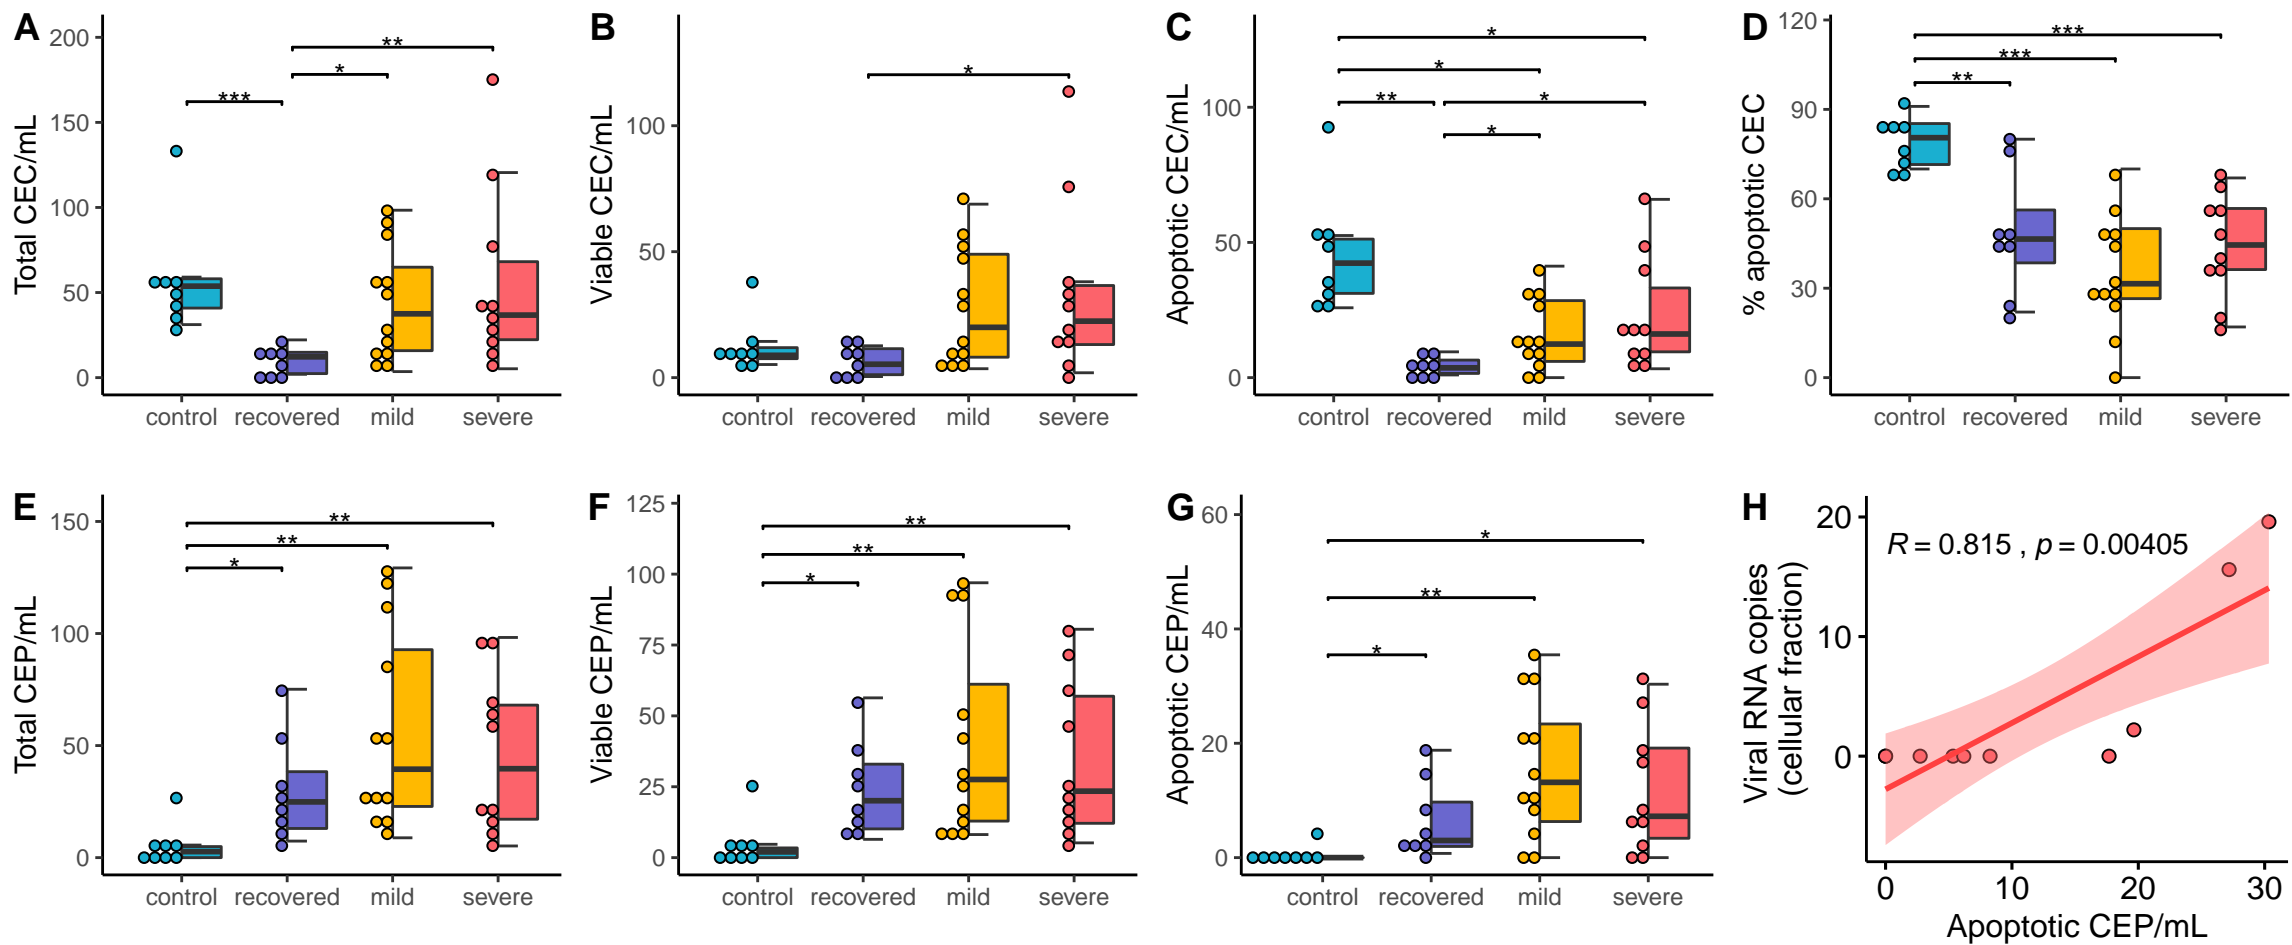 A
Total CEC/mL
200
150
100
50
0
***
*
**
control recovered mild severe
B
Viable CEC/mL
100
50
0
*
control recovered mild severe
C
Apoptotic CEC/mL
100
50
0
*
*
**
*
*
control recovered mild severe
D
% apoptotic CEC
120
90
60
30
0
***
***
**
control recovered mild severe
E
Total CEP/mL
150
100
50
0
**
**
*
control recovered mild severe
F
Viable CEP/mL
125
100
75
50
25
0
**
**
*
control recovered mild severe
G
Apoptotic CEP/mL
60
40
20
0
*
**
*
control recovered mild severe
H
Viral RNA copies
(cellular fraction)
20
10
0
R = 0.815 , p = 0.00405
0 10 20 30
Apoptotic CEP/mL